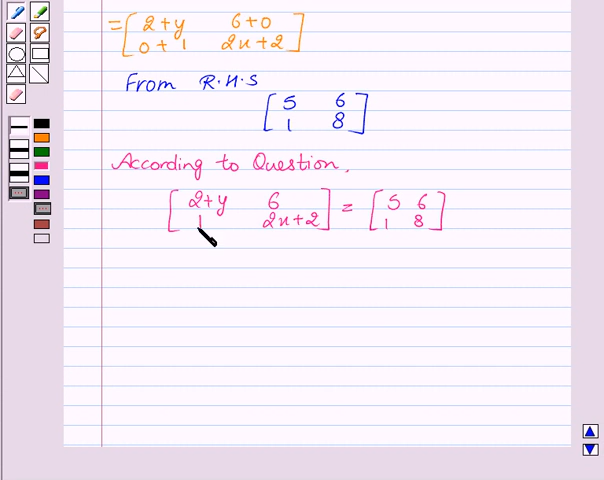 = [ 2+y 6+0
0+1 2x+2 ]
From R.H.S
[ 5 6
1 8 ]
According to Question,
[ 2+y 6
1 2x+2 ] = [ 5 6
1 8 ]